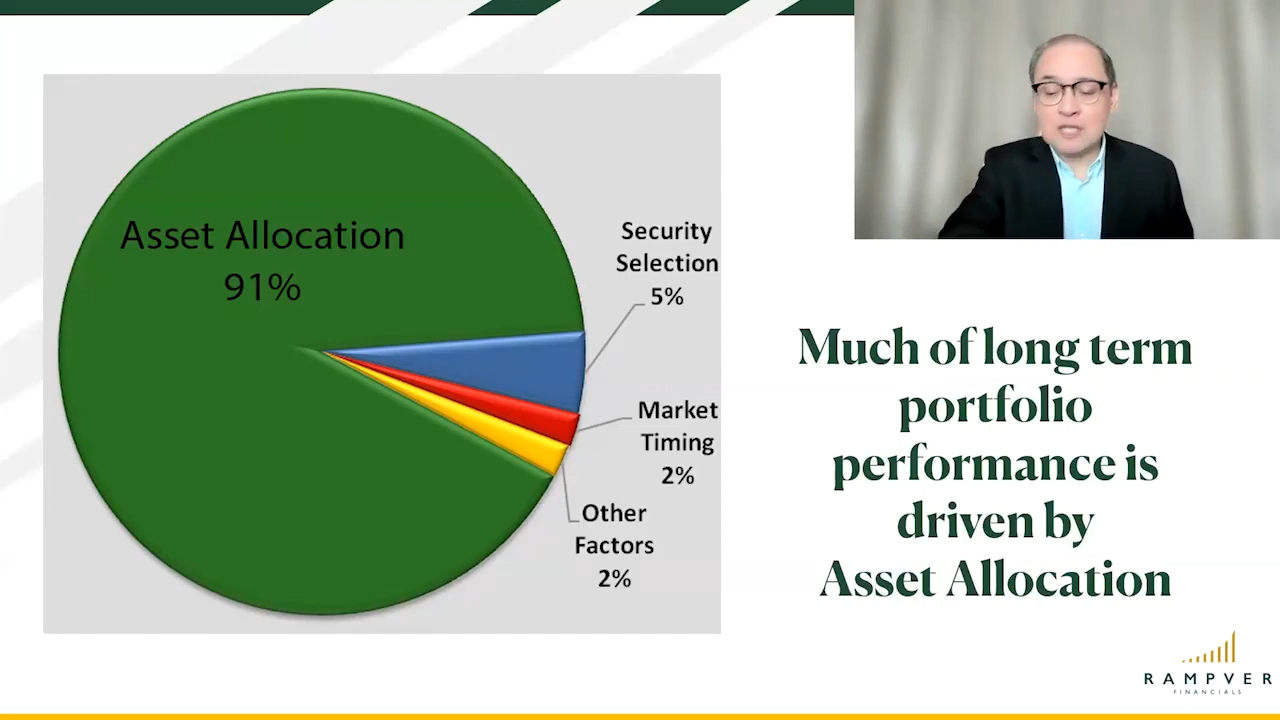 Asset Allocation
91%
Security
Selection
5%
Market
Timing
2%
Other
Factors
2%
Much of long term
portfolio
performance is
driven by
Asset Allocation
RAMPVER
FINANCIALS